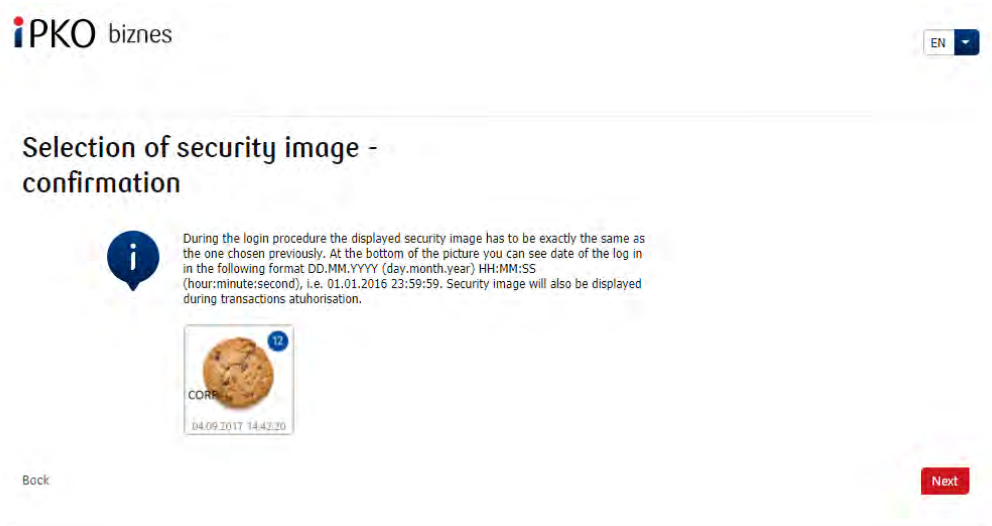 iPKO biznes
EN
Selection of security image -
confirmation
i
During the login procedure the displayed security image has to be exactly the same as
the one chosen previously. At the bottom of the picture you can see date of the log in
in the following format DD.MM.YYYY (day.month.year) HH:MM:SS
(hour:minute:second), i.e. 01.01.2016 23:59:59. Security image will also be displayed
during transactions atuhorisation.
12
04.09.2017 14:42:20
Back
Next